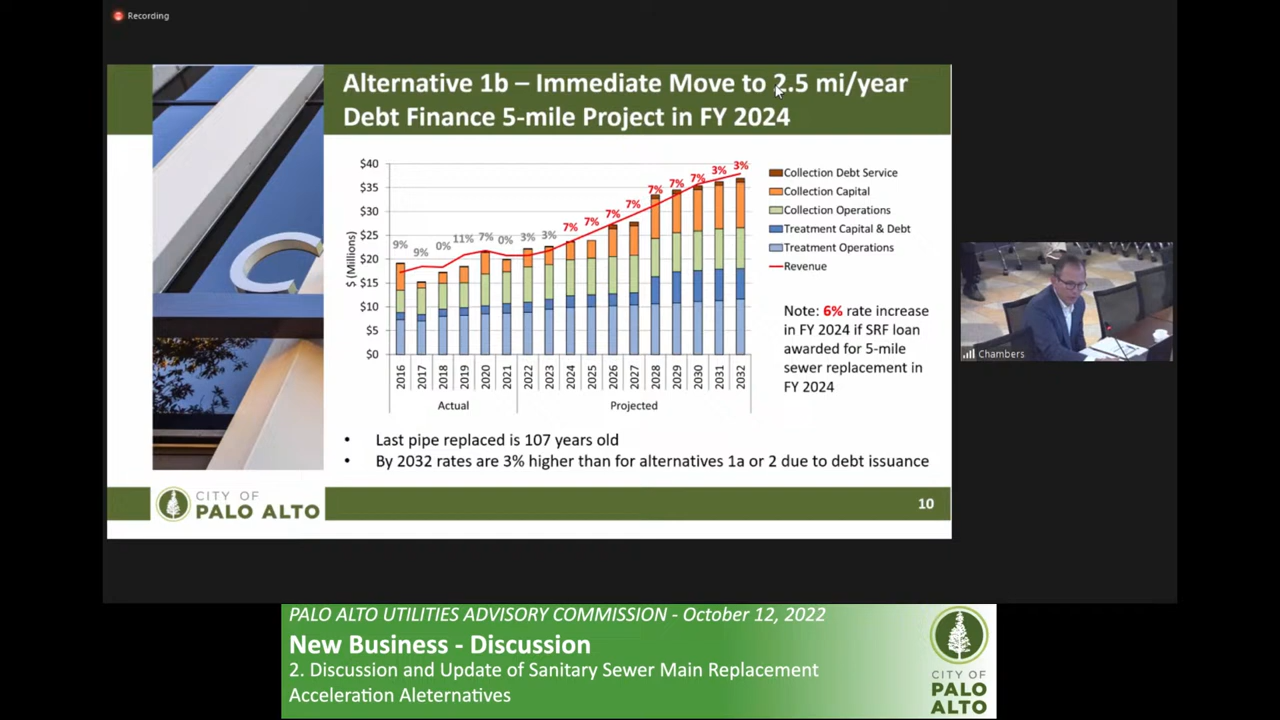 Recording
Alternative 1b – Immediate Move to 2.5 mi/year
Debt Finance 5-mile Project in FY 2024
$ (Millions)
$40
$35
$30
$25
$20
$15
$10
$5
$0
9%
9%
0%
11%
7%
0%
3%
3%
7%
7%
7%
7%
7%
7%
7%
3%
3%
2016
2017
2018
2019
2020
2021
2022
2023
2024
2025
2026
2027
2028
2029
2030
2031
2032
Actual
Projected
Collection Debt Service
Collection Capital
Collection Operations
Treatment Capital & Debt
Treatment Operations
Revenue
Note: 6% rate increase
in FY 2024 if SRF loan
awarded for 5-mile
sewer replacement in
FY 2024
• Last pipe replaced is 107 years old
• By 2032 rates are 3% higher than for alternatives 1a or 2 due to debt issuance
CITY OF
PALO ALTO
10
Chambers
PALO ALTO UTILITIES ADVISORY COMMISSION - October 12, 2022
New Business - Discussion
2. Discussion and Update of Sanitary Sewer Main Replacement
Acceleration Aleternatives
CITY OF
PALO
ALTO